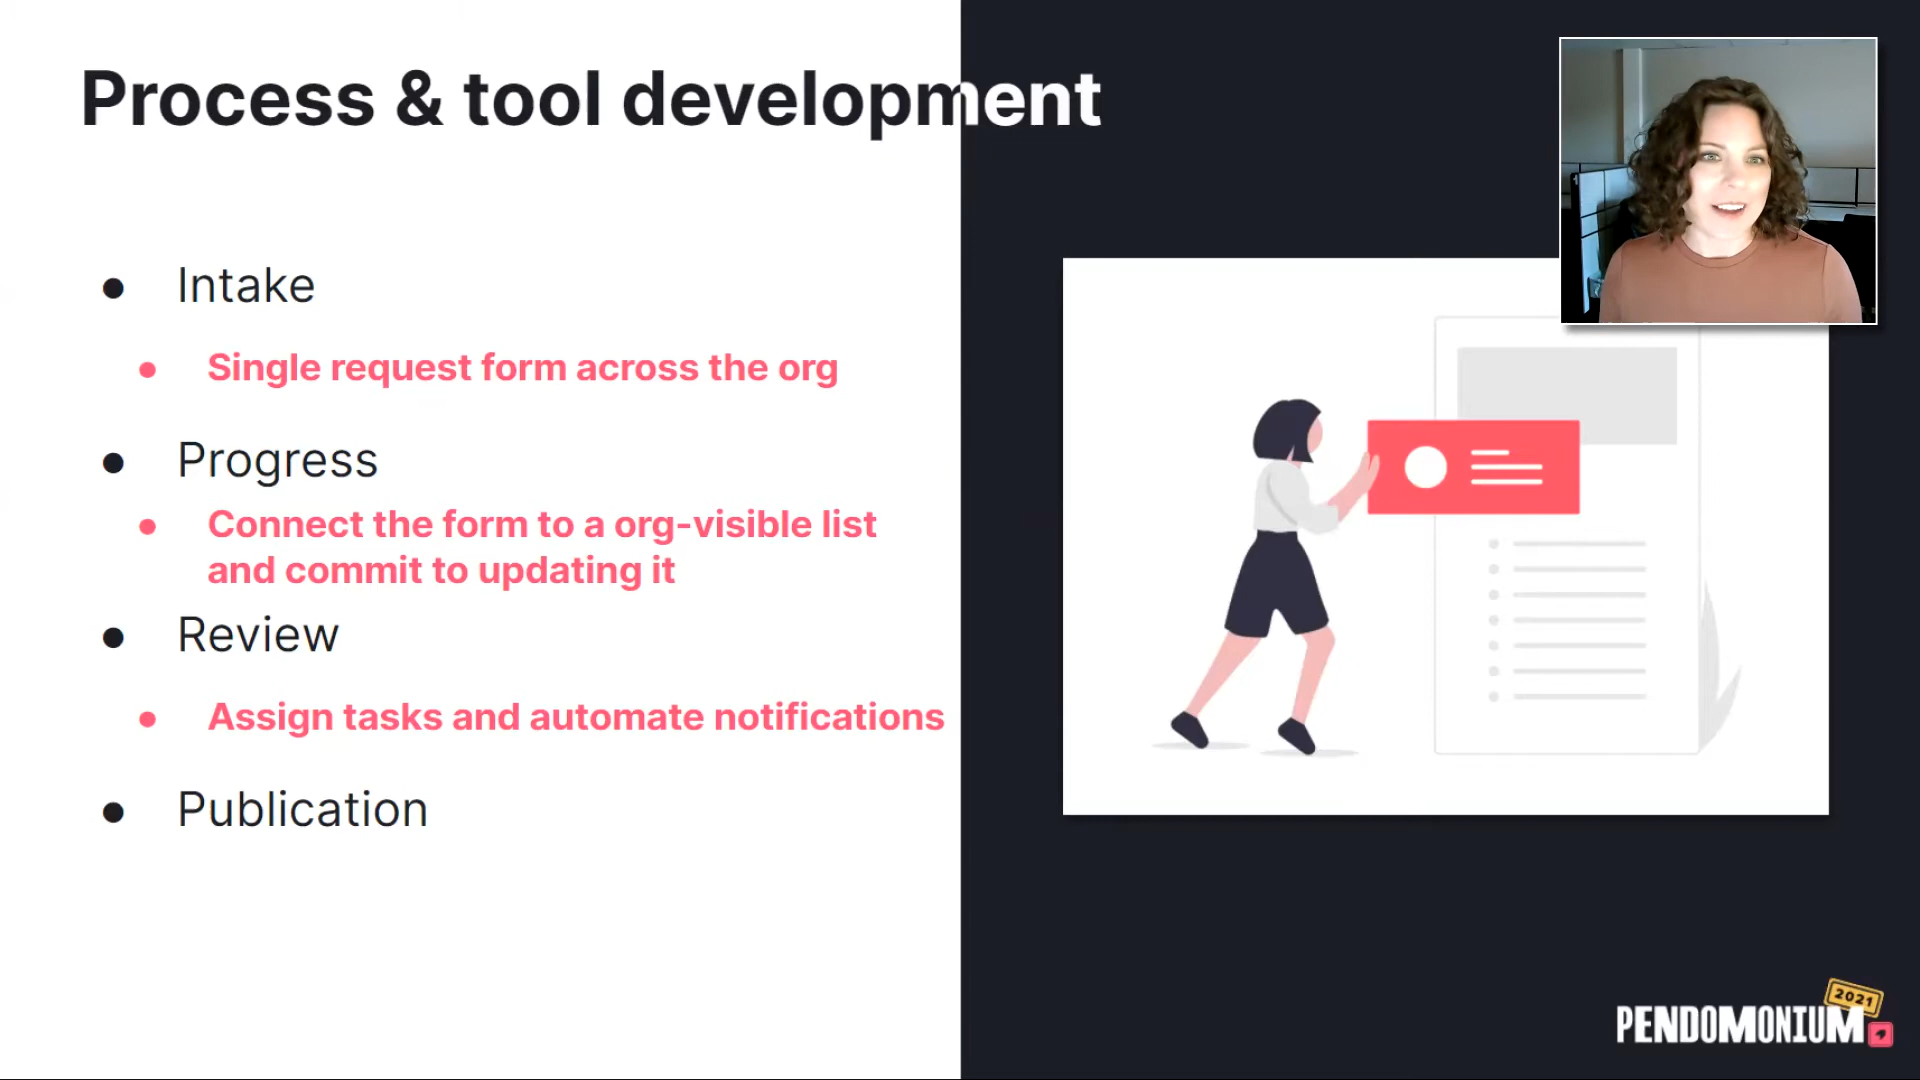 Process & tool development
● Intake
● Single request form across the org
● Progress
● Connect the form to a org-visible list
and commit to updating it
● Review
● Assign tasks and automate notifications
● Publication
2021
PENDOMONIUM